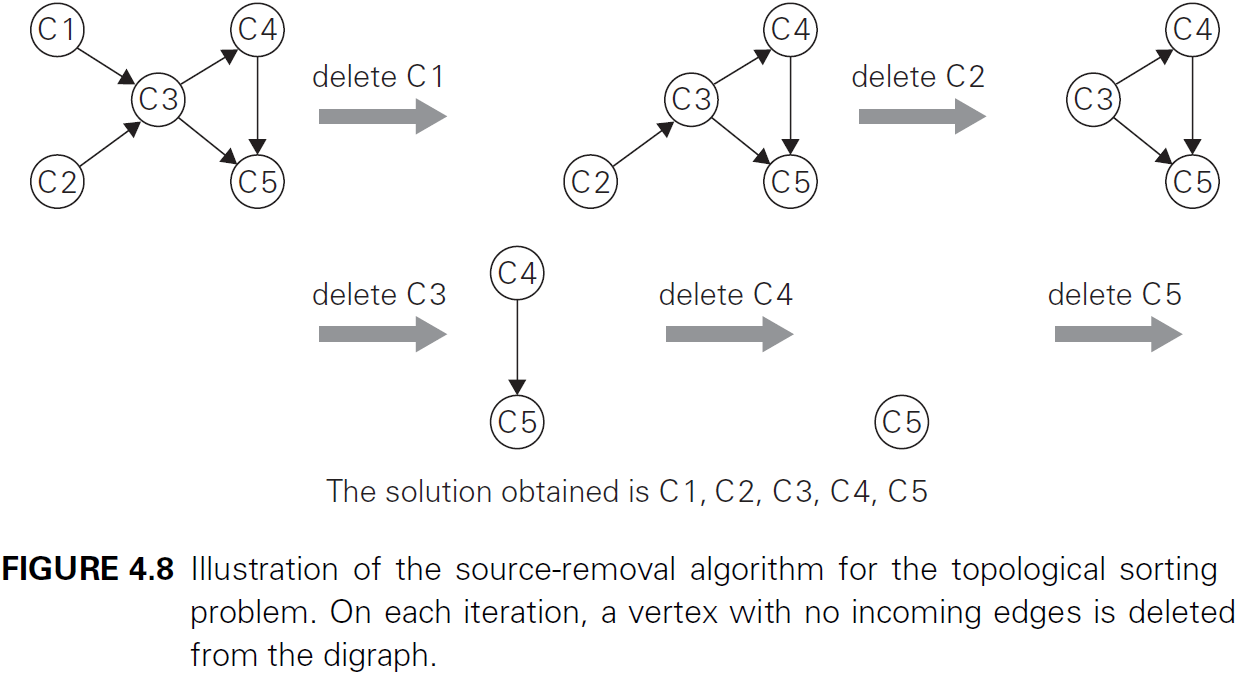 C1 C4 C4 C4
delete C1 delete C2
C3 C3 C3
C2 C5 C2 C5 C5
C4
delete C3 delete C4 delete C5
C5 C5
The solution obtained is C1, C2, C3, C4, C5
FIGURE 4.8 Illustration of the source-removal algorithm for the topological sorting
problem. On each iteration, a vertex with no incoming edges is deleted
from the digraph.